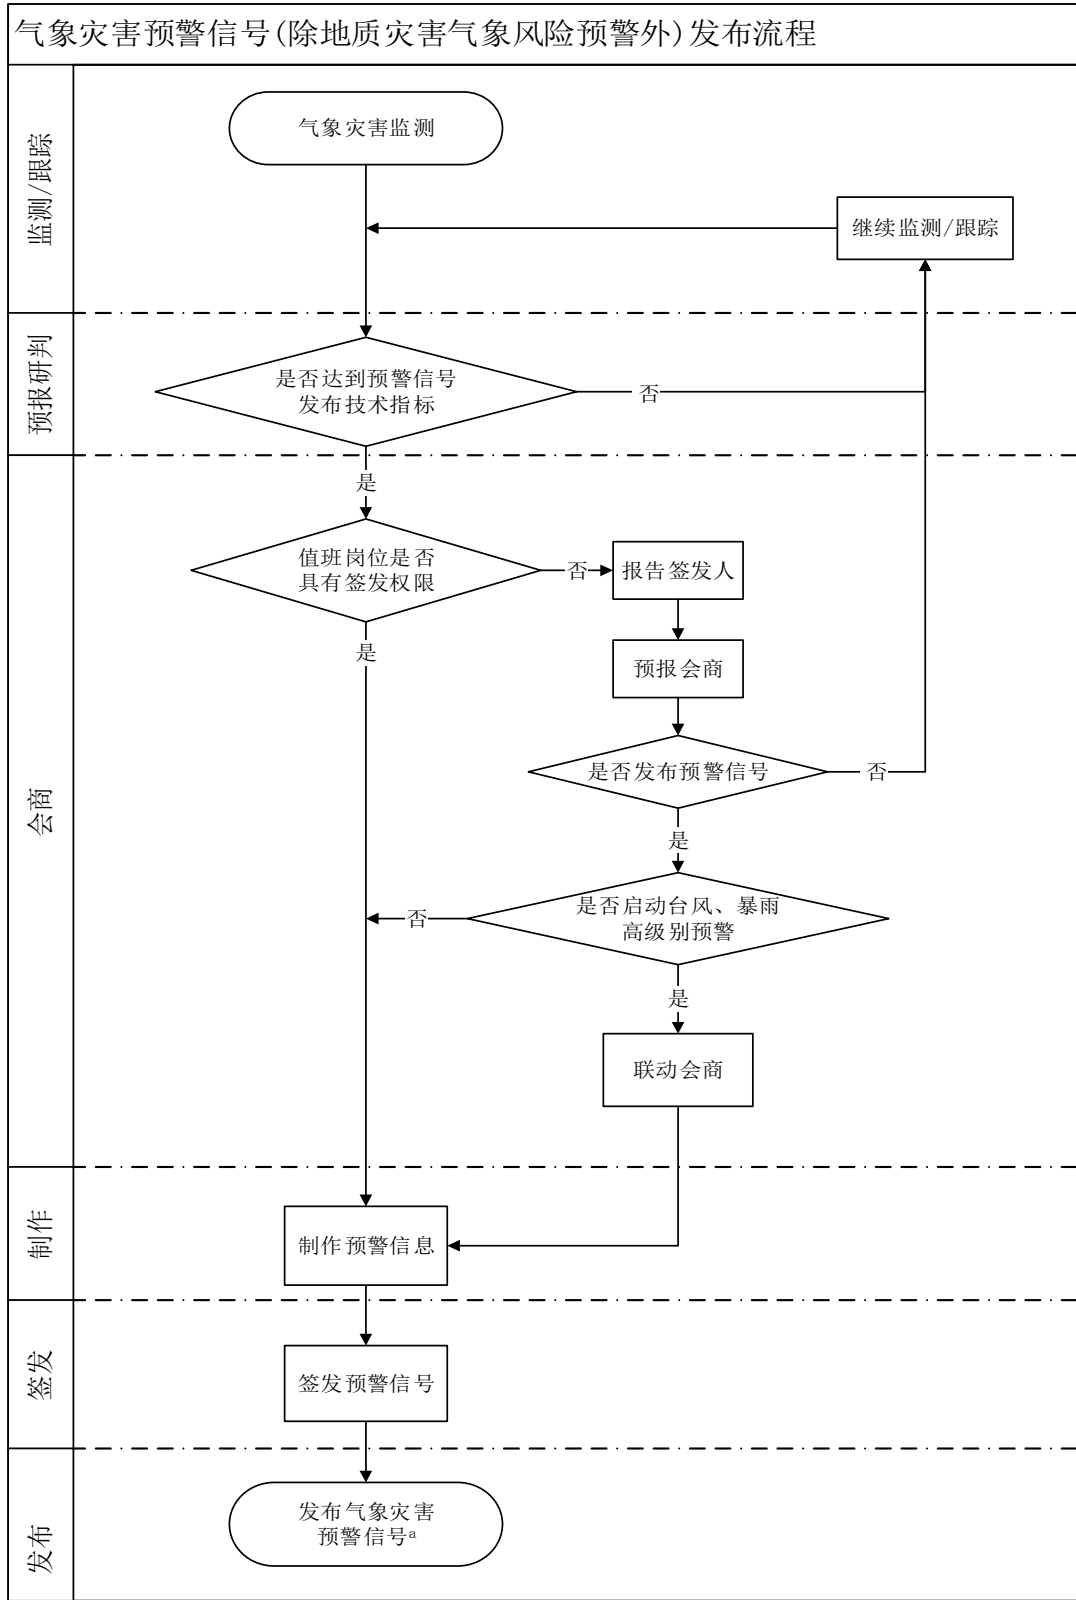 气象灾害预警信号(除地质灾害气象风险预警外)发布流程
监测/跟踪
气象灾害监测
继续监测/跟踪
预报研判
是否达到预警信号
发布技术指标
否
是
会商
值班岗位是否
具有签发权限
否
报告签发人
是
预报会商
是否发布预警信号
否
是
是否启动台风、暴雨
高级别预警
否
是
联动会商
制作
制作预警信息
签发
签发预警信号
发布
发布气象灾害
预警信号a